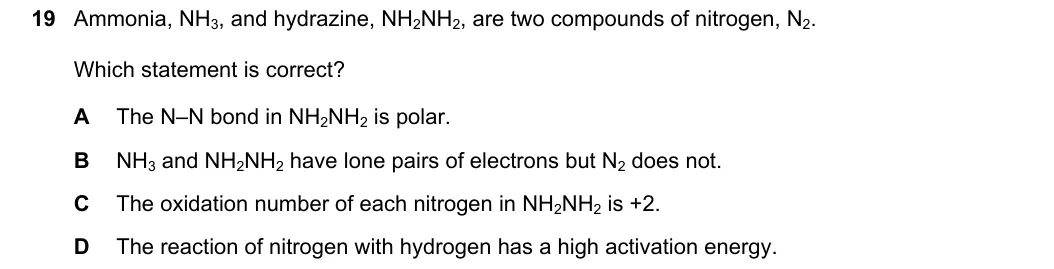 19 Ammonia, NH₃, and hydrazine, NH₂NH₂, are two compounds of nitrogen, N₂.
Which statement is correct?
A The N–N bond in NH₂NH₂ is polar.
B NH₃ and NH₂NH₂ have lone pairs of electrons but N₂ does not.
C The oxidation number of each nitrogen in NH₂NH₂ is +2.
D The reaction of nitrogen with hydrogen has a high activation energy.